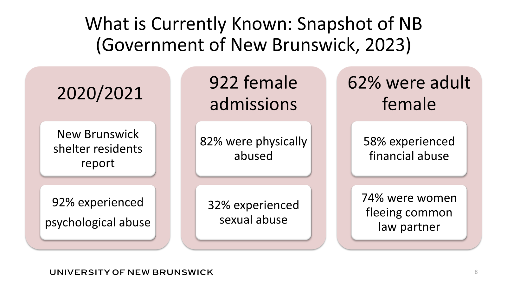 What is Currently Known: Snapshot of NB
(Government of New Brunswick, 2023)
2020/2021
New Brunswick
shelter residents
report
92% experienced
psychological abuse
922 female
admissions
82% were physically
abused
32% experienced
sexual abuse
62% were adult
female
58% experienced
financial abuse
74% were women
fleeing common
law partner
UNIVERSITY OF NEW BRUNSWICK
6